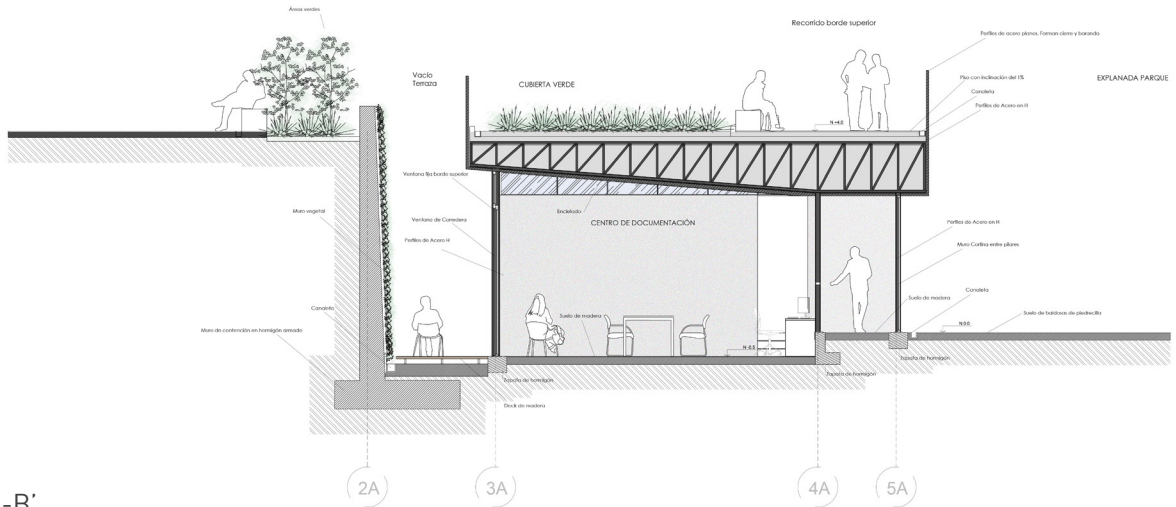 Áreas verdes
Recorrido borde superior
Perfiles de acero planos. Forman cierre y baranda
Vacío
Terraza
CUBIERTA VERDE
Piso con inclinación del 1%
EXPLANADA PARQUE
Canaleta
Perfiles de Acero en H
N +4.0
Ventana fija borde superior
Encielado
Muro vegetal
Ventana de Corredera
CENTRO DE DOCUMENTACIÓN
Perfiles de Acero en H
Perfiles de Acero H
Muro Cortina entre pilares
Canaleta
Suelo de madera
Canaleta
Suelo de madera
Suelo de baldosas de piedrecilla
Muro de contención en hormigón armado
N 0.0
N -0.5
Zapata de hormigón
Zapata de hormigón
Zapata de hormigón
Deck de madera
2A
3A
4A
5A
-B'